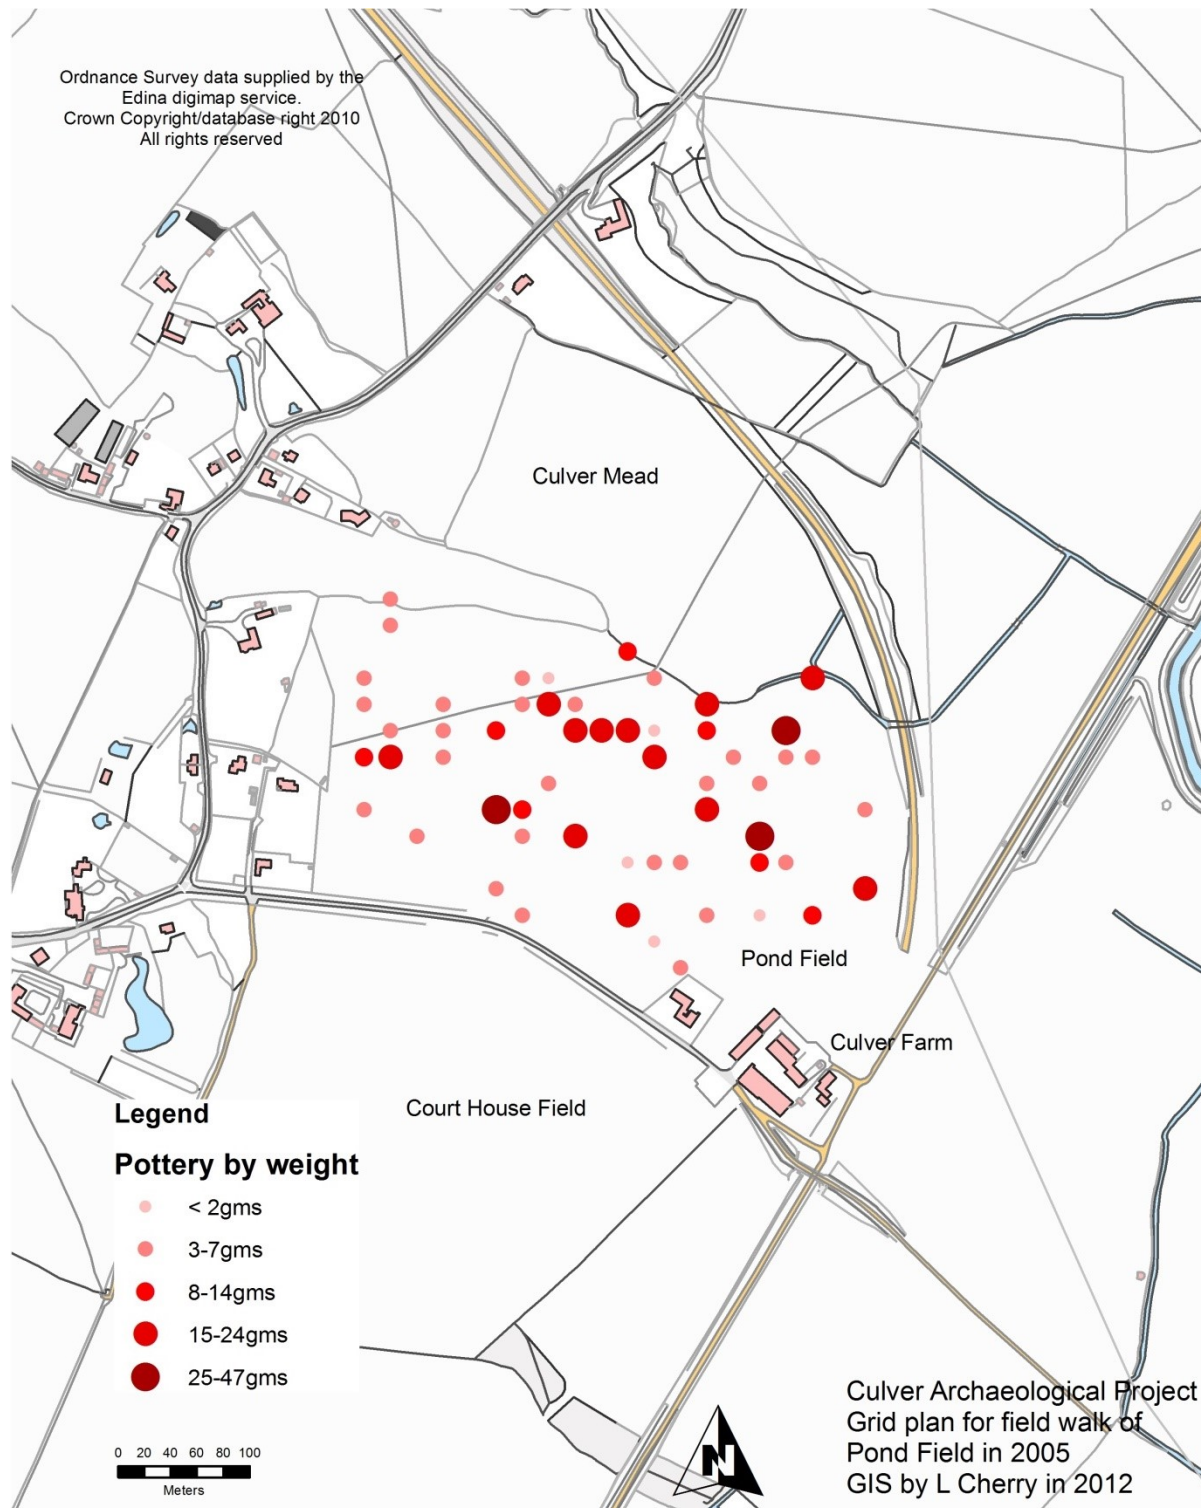 Ordnance Survey data supplied by the
Edina digimap service.
Crown Copyright/database right 2010
All rights reserved
Culver Mead
Pond Field
Culver Farm
Court House Field
Legend
Pottery by weight
< 2gms
3-7gms
8-14gms
15-24gms
25-47gms
0 20 40 60 80 100
Meters
N
Culver Archaeological Project
Grid plan for field walk of
Pond Field in 2005
GIS by L Cherry in 2012